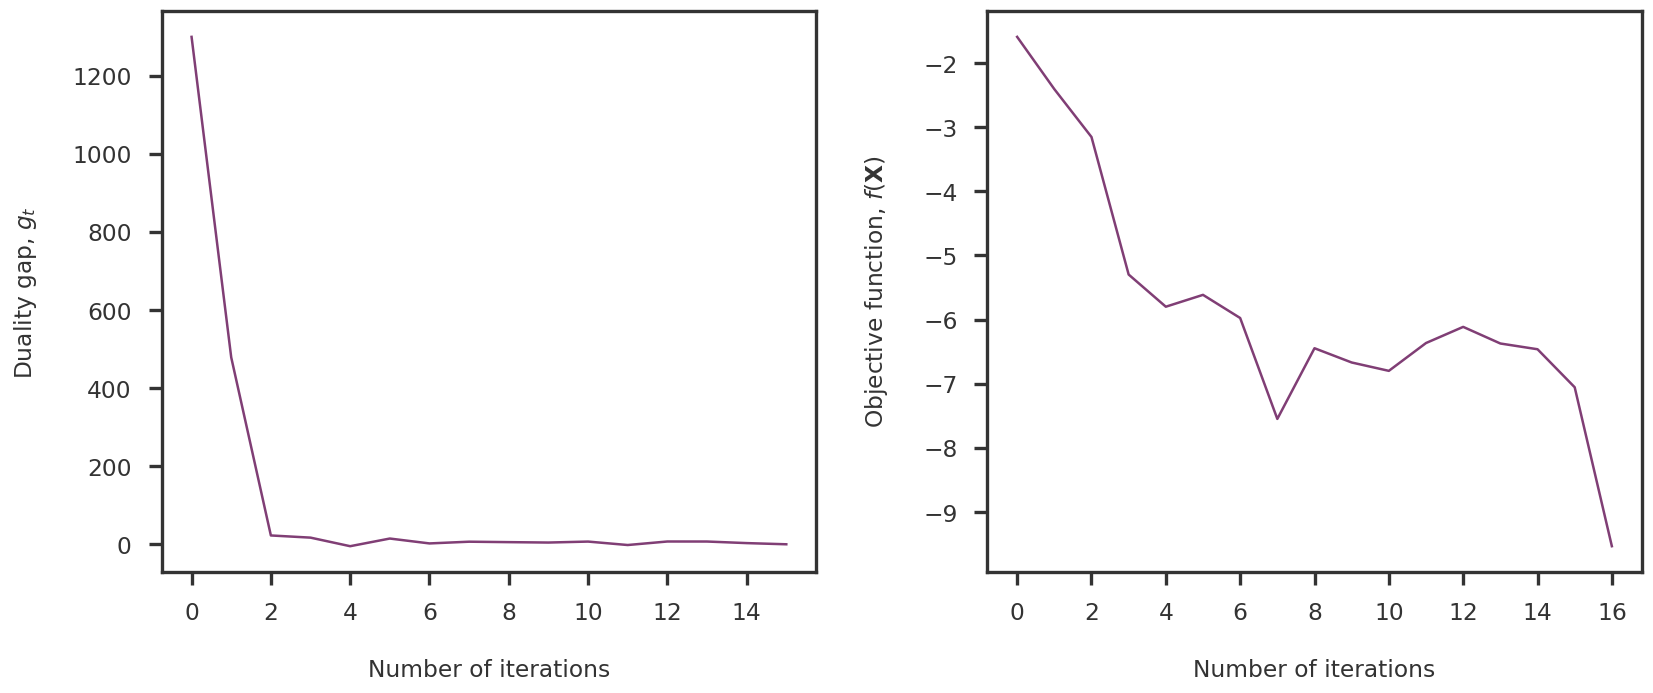 1200
1000
800
600
400
200
0
Duality gap, gₜ
0 2 4 6 8 10 12 14
Number of iterations
−2
−3
−4
−5
−6
−7
−8
−9
Objective function, f(X)
0 2 4 6 8 10 12 14 16
Number of iterations